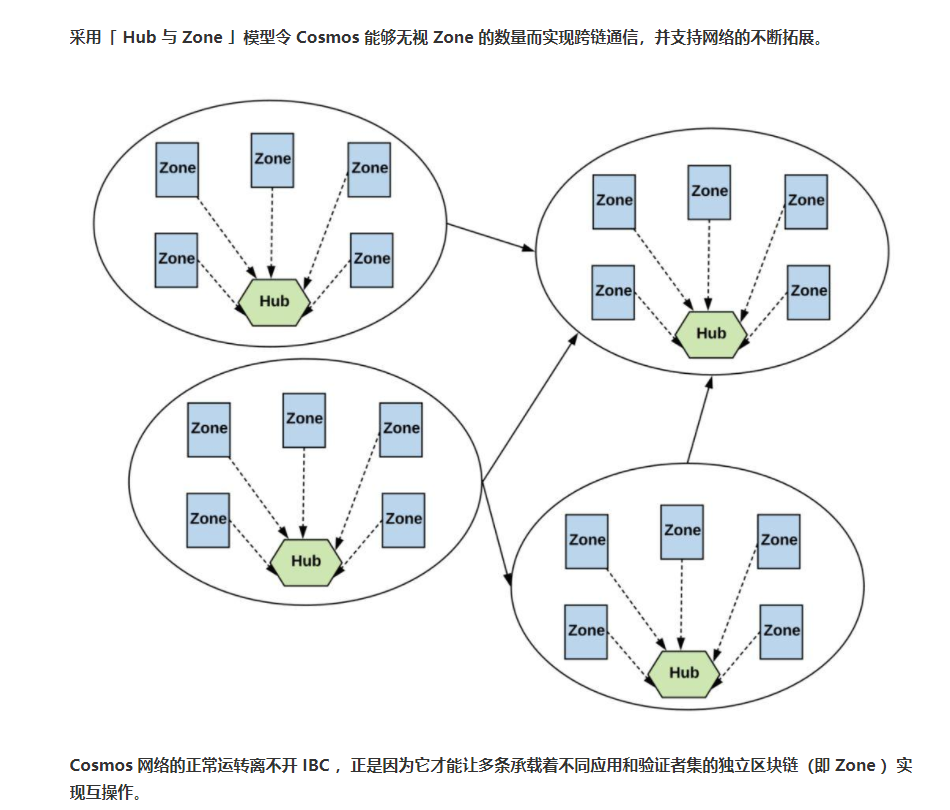 采用「 Hub 与 Zone 」模型令 Cosmos 能够无视 Zone 的数量而实现跨链通信，并支持网络的不断拓展。
Zone
Zone
Zone
Zone
Zone
Hub
Zone
Zone
Zone
Zone
Zone
Hub
Zone
Zone
Zone
Zone
Zone
Hub
Zone
Zone
Zone
Zone
Zone
Hub
Cosmos 网络的正常运转离不开 IBC ，正是因为它才能让多条承载着不同应用和验证者集的独立区块链（即 Zone ）实
现互操作。